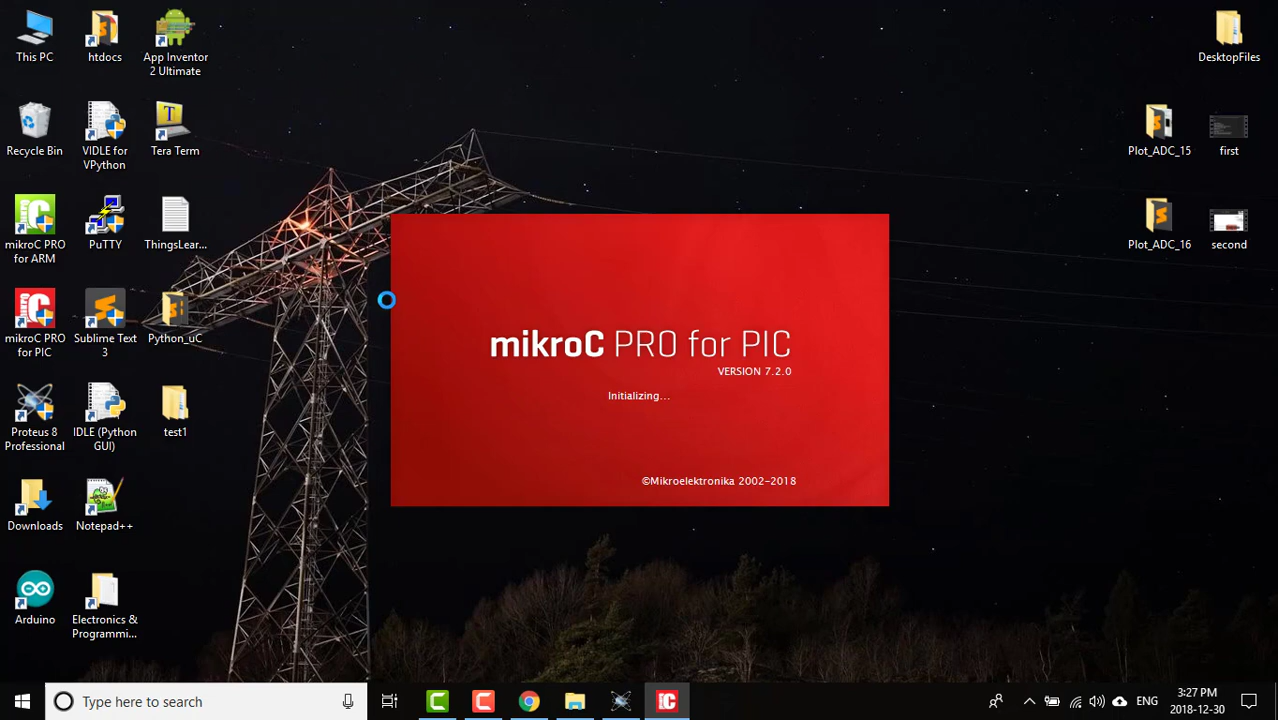 This PC
htdocs
App Inventor
2 Ultimate
DesktopFiles
Recycle Bin
VIDLE for
VPython
Tera Term
Plot_ADC_15
first
mikroC PRO
for ARM
PuTTY
ThingsLear...
Plot_ADC_16
second
mikroC PRO
for PIC
Sublime Text
3
Python_uC
mikroC PRO for PIC
VERSION 7.2.0
Initializing...
©Mikroelektronika 2002-2018
Proteus 8
Professional
IDLE (Python
GUI)
test1
Downloads
Notepad++
Arduino
Electronics &
Programmi...
Type here to search
ENG
3:27 PM
2018-12-30